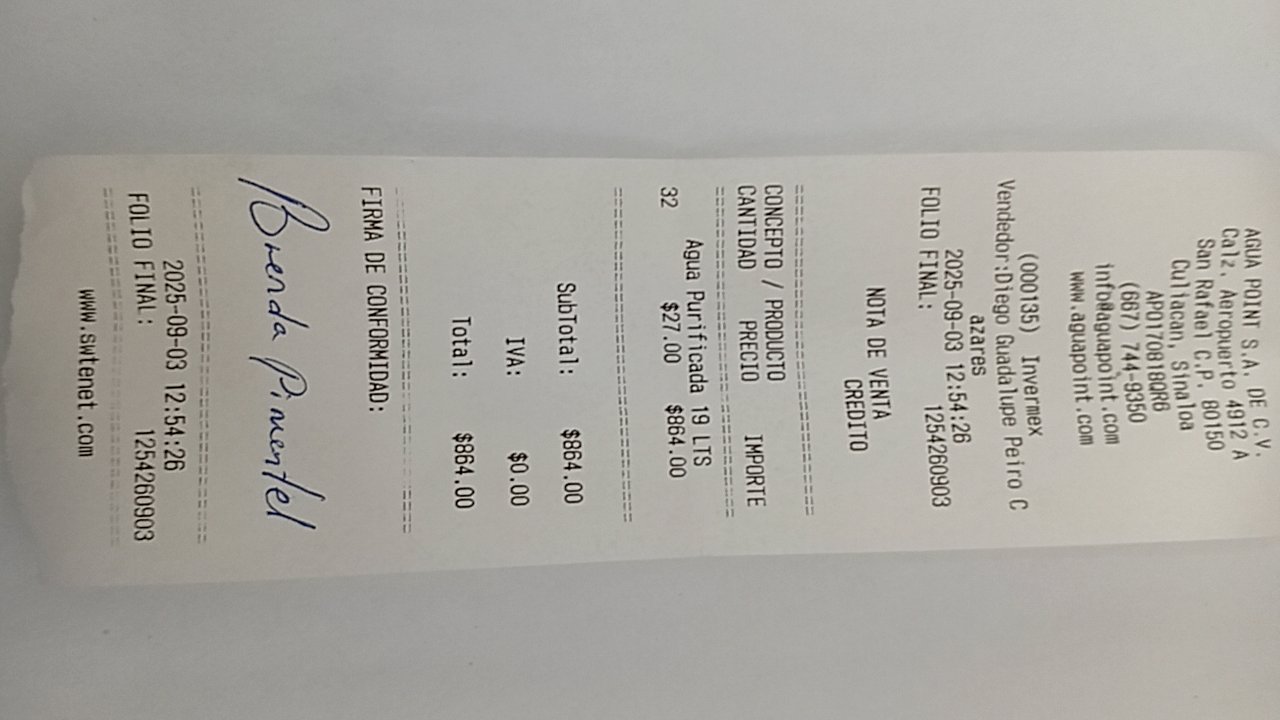 AGUA POINT S.A. DE C.V.
Calz. Aeropuerto 4912 A
San Rafael C.P. 80150
Culiacan, Sinaloa
APO170818QR6
(667) 744-9350
info@aguapoint.com
www.aguapoint.com
(000135) Invermex
Vendedor:Diego Guadalupe Peiro C
azares
2025-09-03 12:54:26
FOLIO FINAL: 1254260903
NOTA DE VENTA
CREDITO
================================
CONCEPTO / PRODUCTO
CANTIDAD PRECIO IMPORTE
================================
Agua Purificada 19 LTS
32 $27.00 $864.00
================================
SubTotal: $864.00
IVA: $0.00
Total: $864.00
================================
FIRMA DE CONFORMIDAD:
Brenda Pimentel
================================
2025-09-03 12:54:26
FOLIO FINAL: 1254260903
================================
www.swtenet.com